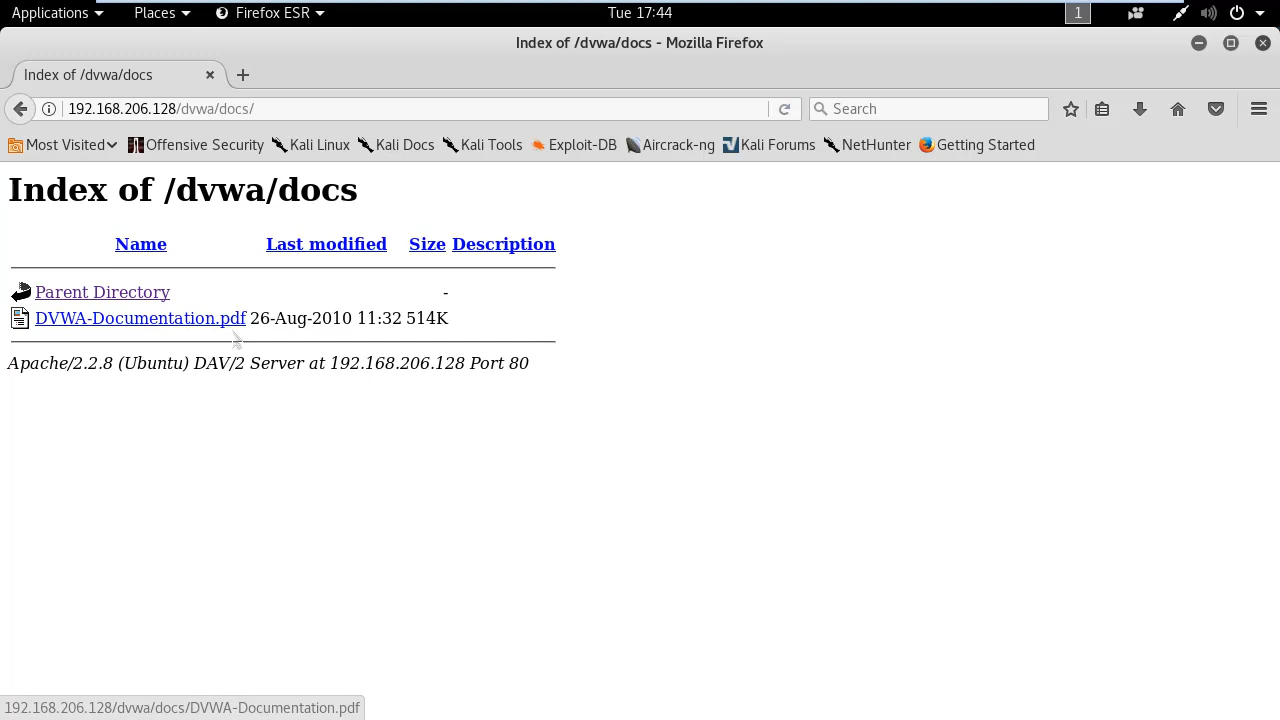 Applications Places Firefox ESR Tue 17:44 1
Index of /dvwa/docs - Mozilla Firefox
Index of /dvwa/docs
192.168.206.128/dvwa/docs/ Search
Most Visited Offensive Security Kali Linux Kali Docs Kali Tools Exploit-DB Aircrack-ng Kali Forums NetHunter Getting Started
Index of /dvwa/docs
Name Last modified Size Description
Parent Directory -
DVWA-Documentation.pdf 26-Aug-2010 11:32 514K
Apache/2.2.8 (Ubuntu) DAV/2 Server at 192.168.206.128 Port 80
192.168.206.128/dvwa/docs/DVWA-Documentation.pdf